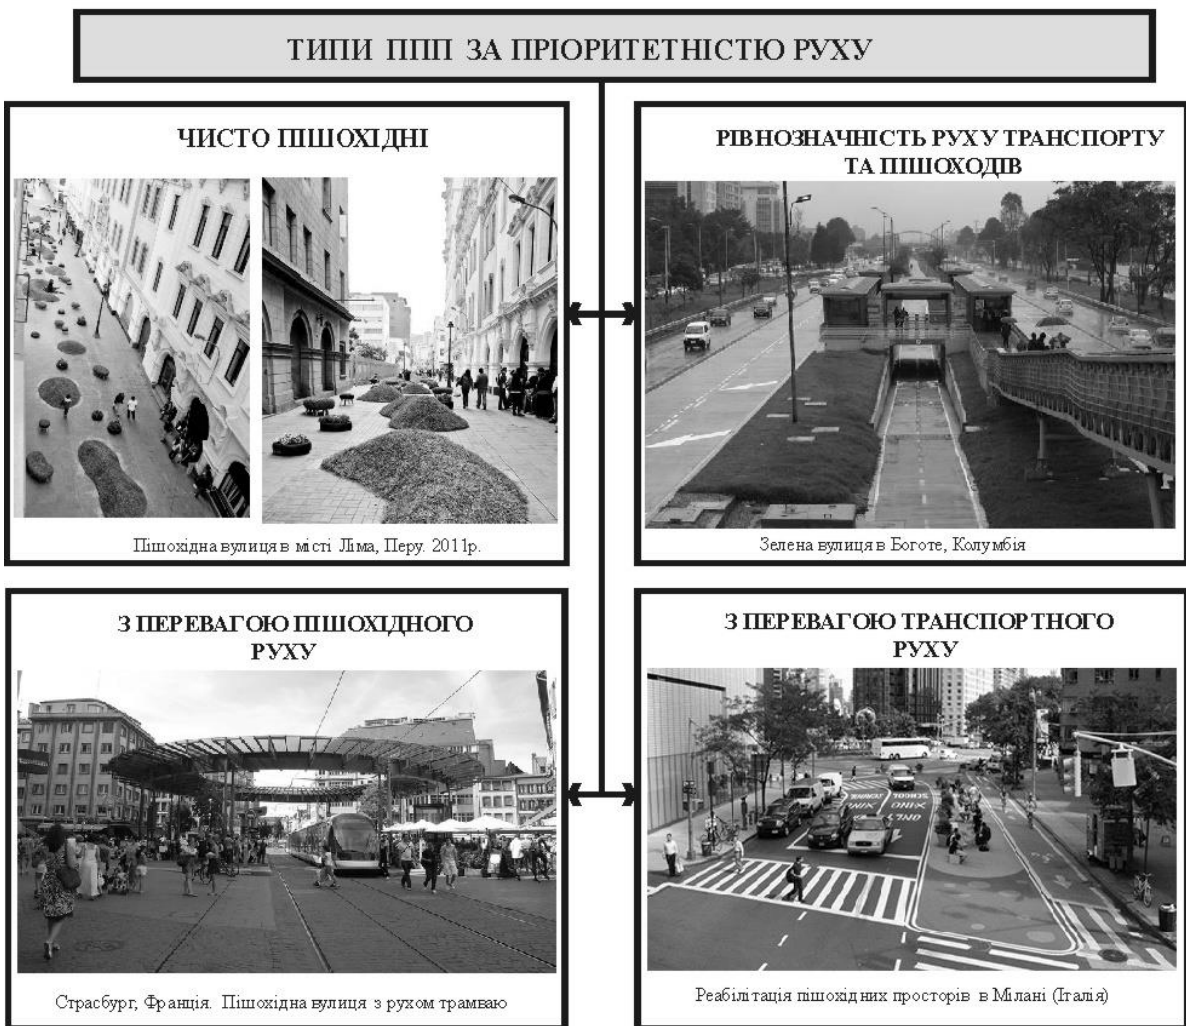 ТИПИ ППП ЗА ПРІОРИТЕТНІСТЮ РУХУ
ЧИСТО ПІШОХІДНІ
Пішохідна вулиця в місті Ліма, Перу. 2011р.
РІВНОЗНАЧНІСТЬ РУХУ ТРАНСПОРТУ
ТА ПІШОХОДІВ
Зелена вулиця в Боготе, Колумбія
З ПЕРЕВАГОЮ ПІШОХІДНОГО
РУХУ
Страсбург, Франція. Пішохідна вулиця з рухом трамваю
З ПЕРЕВАГОЮ ТРАНСПОРТНОГО
РУХУ
ONLY
Реабілітація пішохідних просторів в Мілані (Італія)